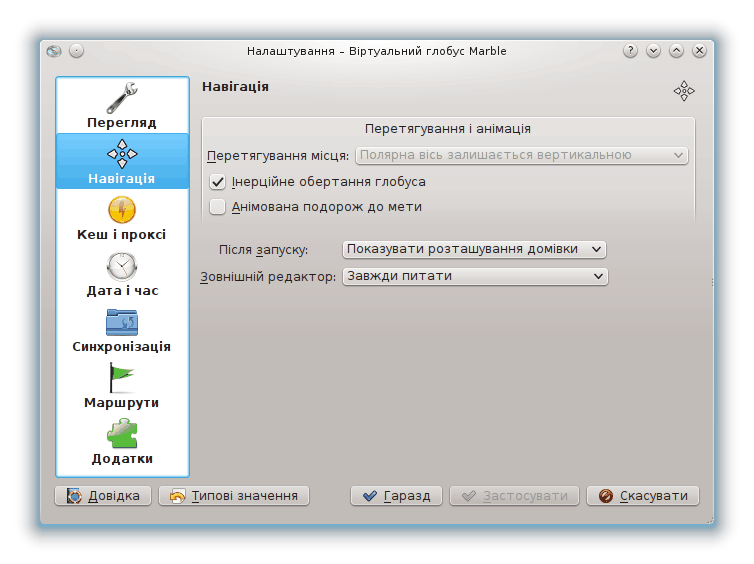 Налаштування – Віртуальний глобус Marble
Перегляд
Навігація
Кеш і проксі
Дата і час
Синхронізація
Маршрути
Додатки
Навігація
Перетягування і анімація
Перетягування місця: Полярна вісь залишається вертикальною
Інерційне обертання глобуса
Анімована подорож до мети
Після запуску: Показувати розташування домівки
Зовнішній редактор: Завжди питати
Довідка Типові значення Гаразд Застосувати Скасувати